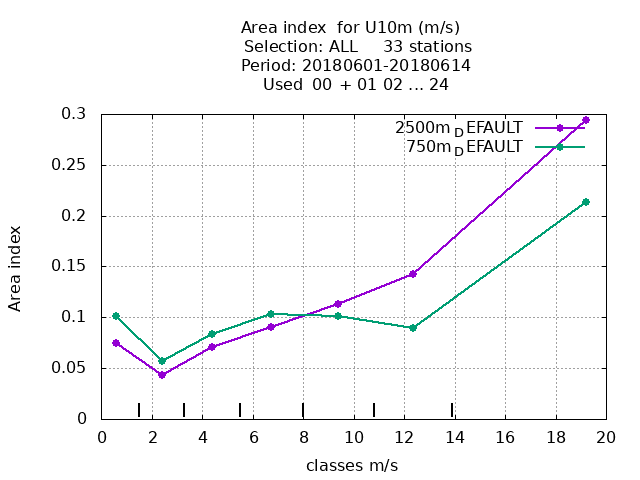 Area index  for U10m (m/s)
Selection: ALL     33 stations
Period: 20180601-20180614
Used  00 + 01 02 ... 24
0.3
2500m_DEFAULT
750m_DEFAULT
0.25
0.2
0.15
0.1
0.05
0
Area index
0 2 4 6 8 10 12 14 16 18 20
classes m/s